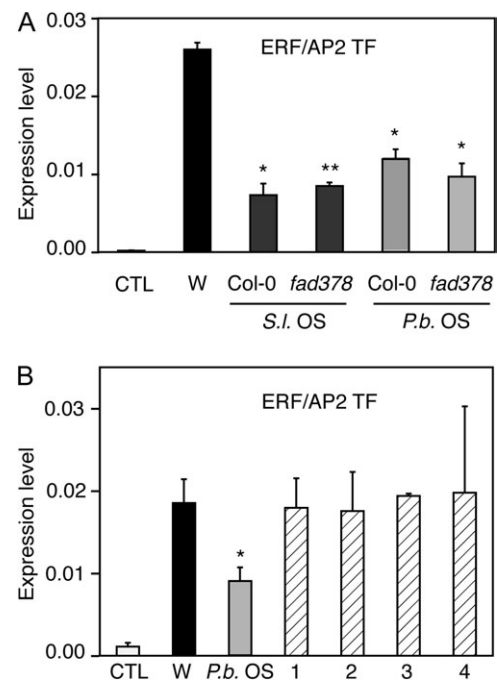 A
ERF/AP2 TF
Expression level
0.03
0.02
0.01
0.00
* ** * *
CTL W Col-0 fad378 Col-0 fad378
S.l. OS P.b. OS
B
ERF/AP2 TF
Expression level
0.03
0.02
0.01
0.00
*
CTL W P.b. OS 1 2 3 4